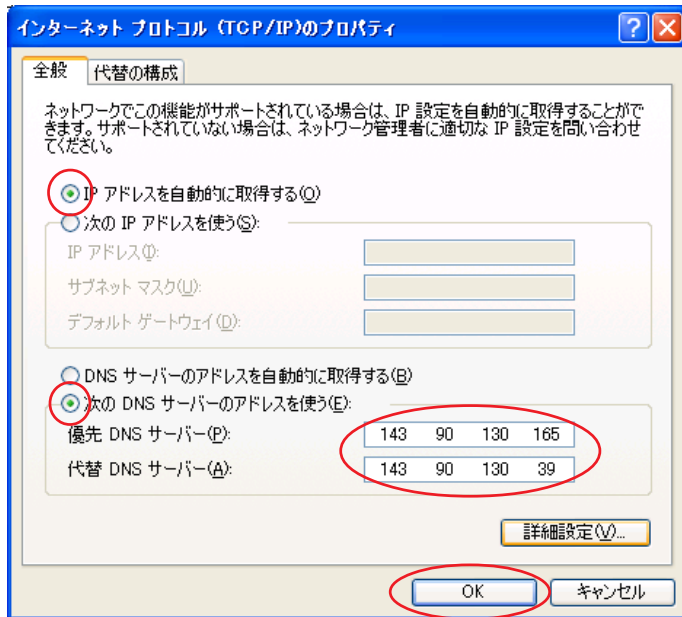 インターネット プロトコル (TCP/IP)のプロパティ
全般
代替の構成
ネットワークでこの機能がサポートされている場合は、IP 設定を自動的に取得することがで
きます。サポートされていない場合は、ネットワーク管理者に適切な IP 設定を問い合わせ
てください。
IP アドレスを自動的に取得する(O)
次の IP アドレスを使う(S):
IP アドレス(I):
サブネット マスク(U):
デフォルト ゲートウェイ(D):
DNS サーバーのアドレスを自動的に取得する(B)
次の DNS サーバーのアドレスを使う(E):
優先 DNS サーバー(P): 143 90 130 165
代替 DNS サーバー(A): 143 90 130 39
詳細設定(V)...
OK キャンセル